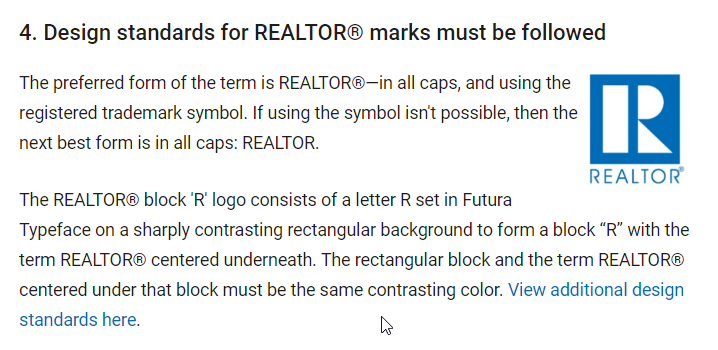 4. Design standards for REALTOR® marks must be followed
The preferred form of the term is REALTOR®—in all caps, and using the
registered trademark symbol. If using the symbol isn't possible, then the
next best form is in all caps: REALTOR.
R
REALTOR®
The REALTOR® block 'R' logo consists of a letter R set in Futura
Typeface on a sharply contrasting rectangular background to form a block “R” with the
term REALTOR® centered underneath. The rectangular block and the term REALTOR®
centered under that block must be the same contrasting color. View additional design
standards here.